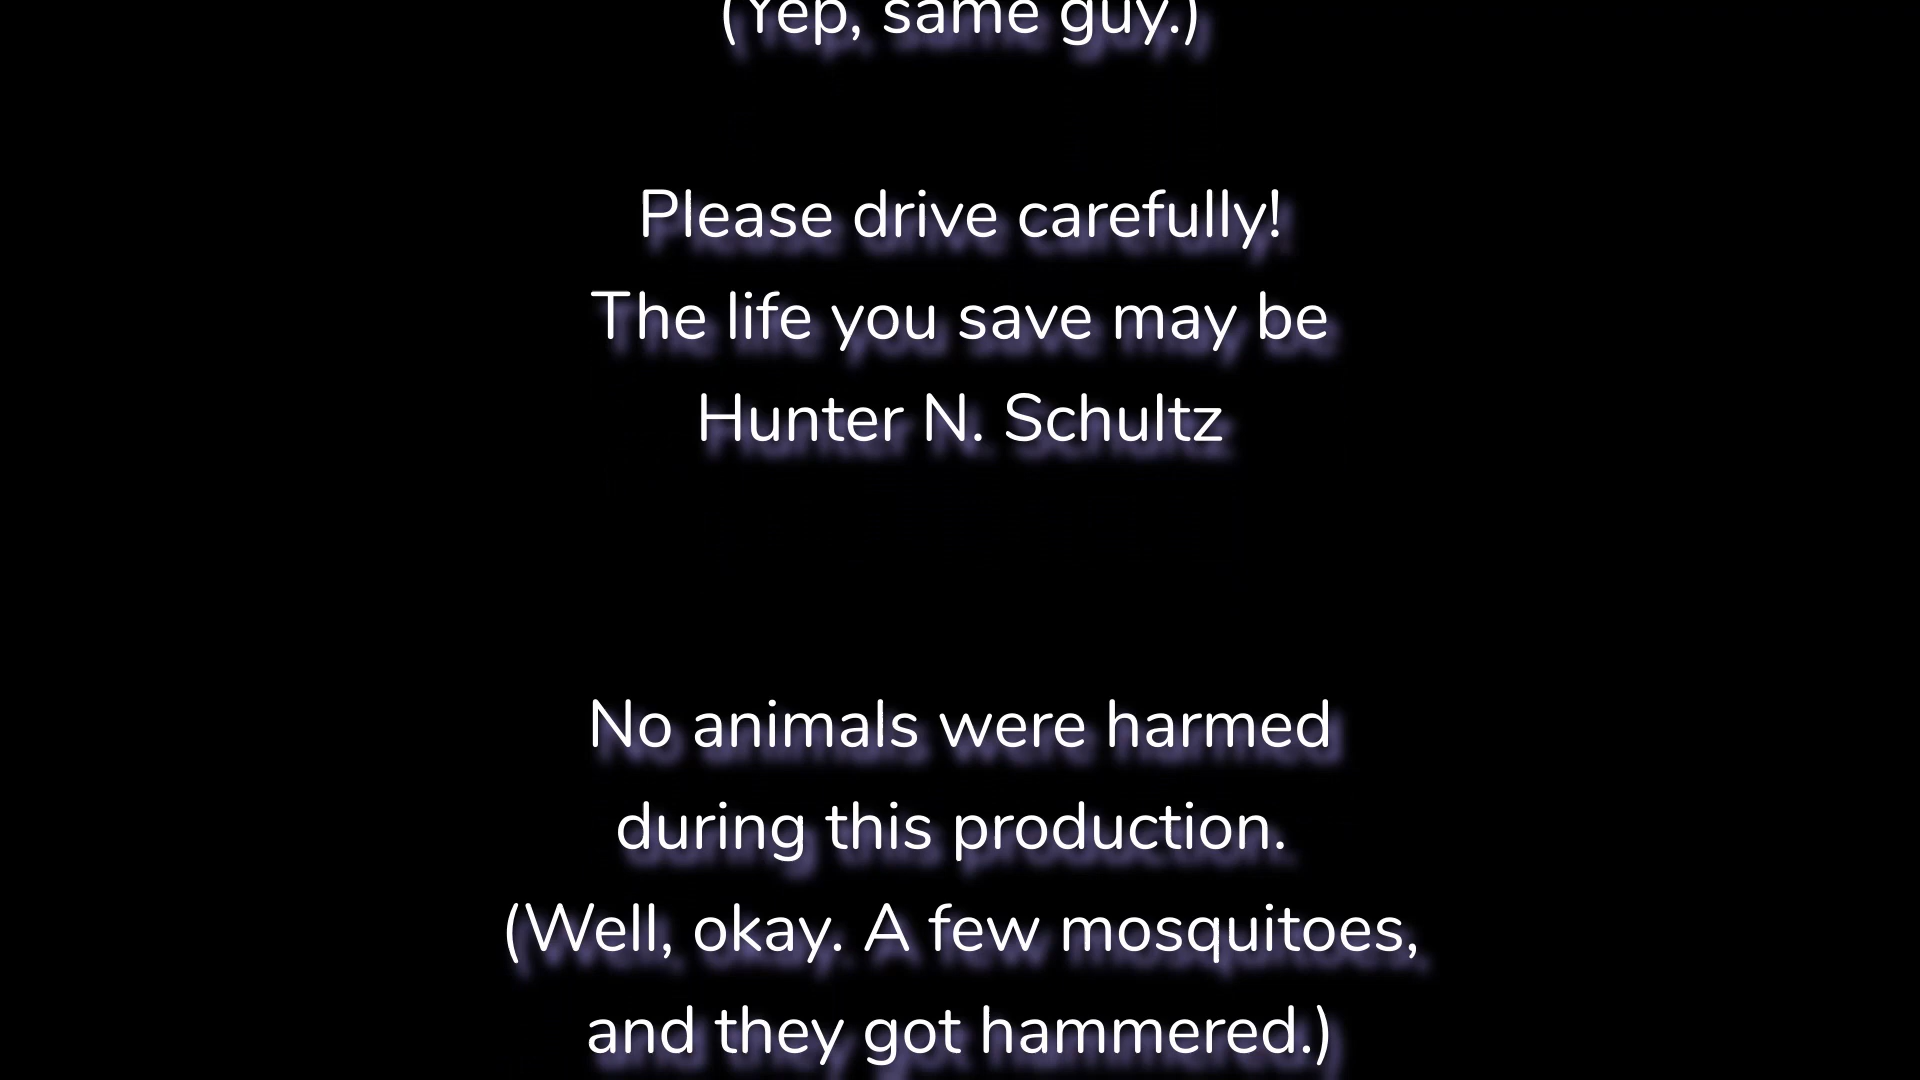 (Yep, same guy.)
Please drive carefully!
The life you save may be
Hunter N. Schultz
No animals were harmed
during this production.
(Well, okay. A few mosquitoes,
and they got hammered.)